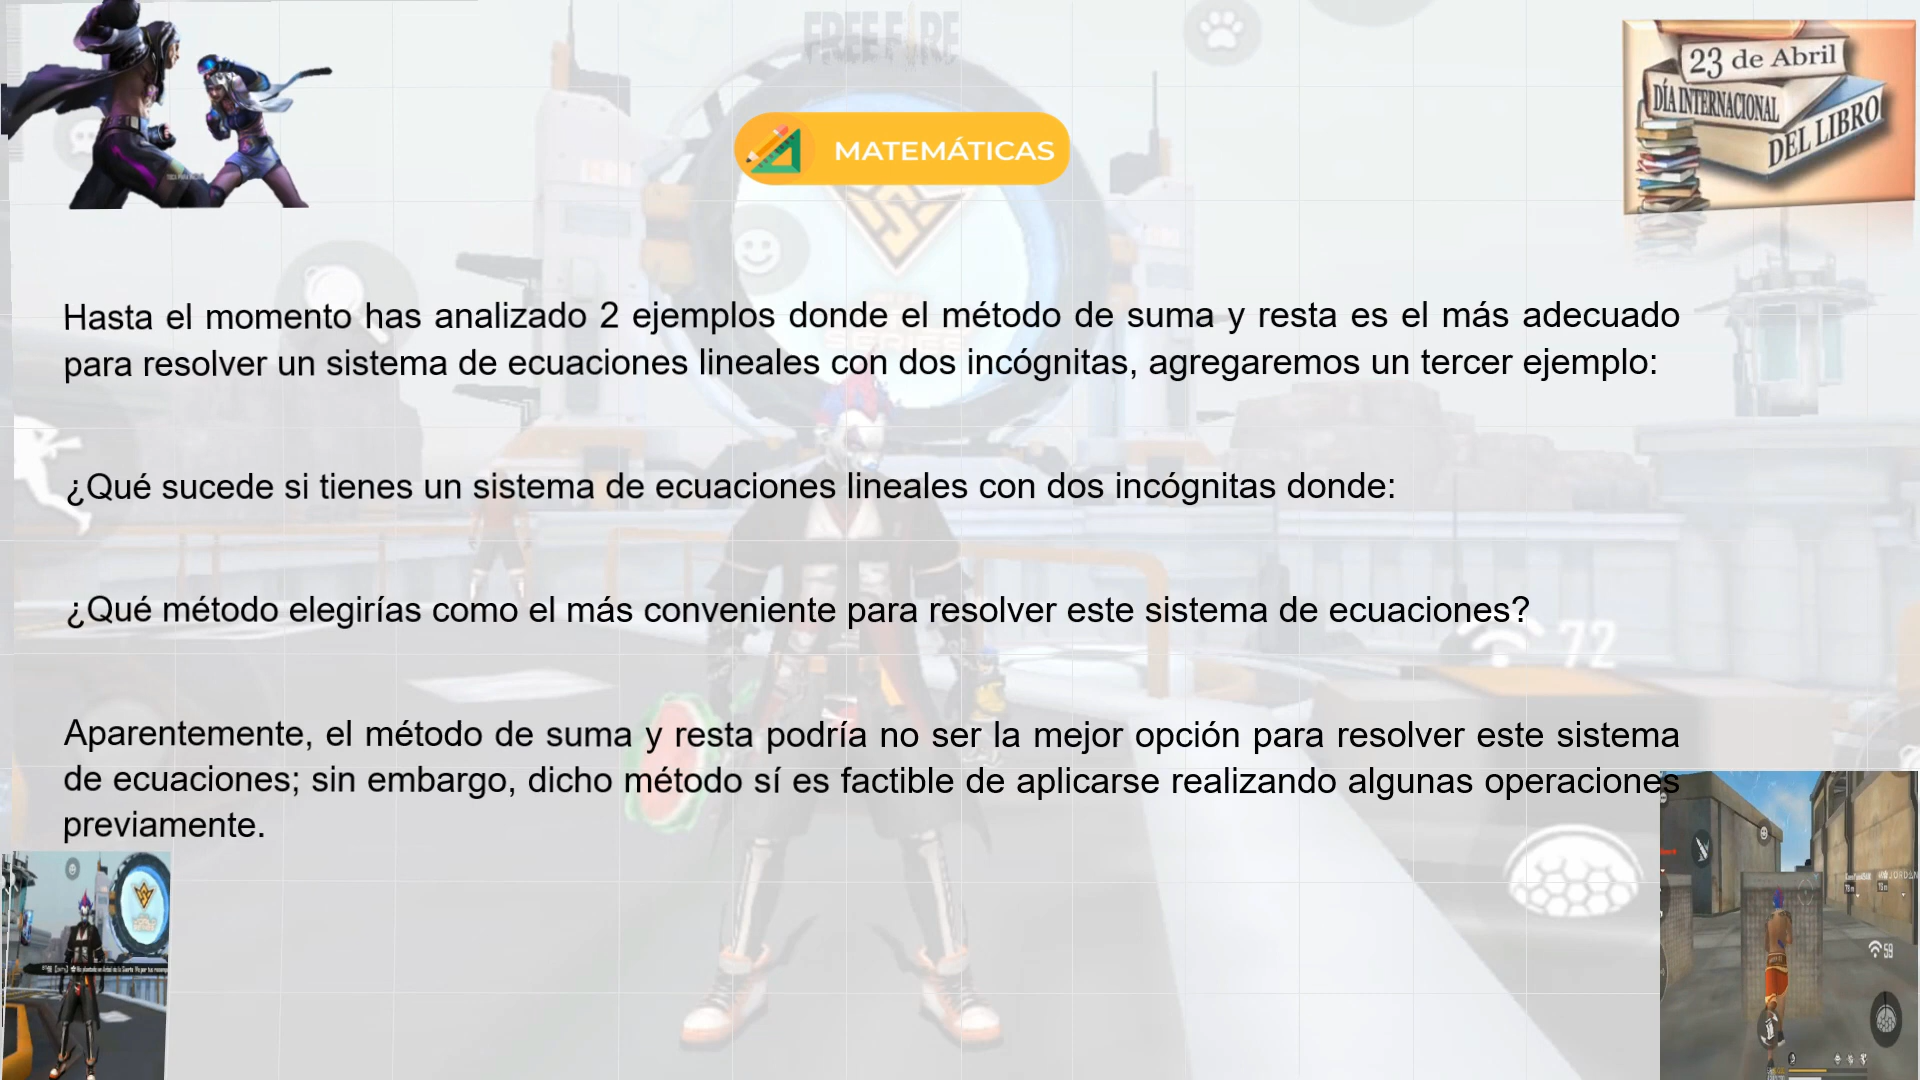 FREE FIRE
23 de Abril
DÍA INTERNACIONAL
DEL LIBRO
MATEMÁTICAS
Hasta el momento has analizado 2 ejemplos donde el método de suma y resta es el más adecuado
para resolver un sistema de ecuaciones lineales con dos incógnitas, agregaremos un tercer ejemplo:
¿Qué sucede si tienes un sistema de ecuaciones lineales con dos incógnitas donde:
¿Qué método elegirías como el más conveniente para resolver este sistema de ecuaciones?
72
Aparentemente, el método de suma y resta podría no ser la mejor opción para resolver este sistema
de ecuaciones; sin embargo, dicho método sí es factible de aplicarse realizando algunas operaciones
previamente.
59